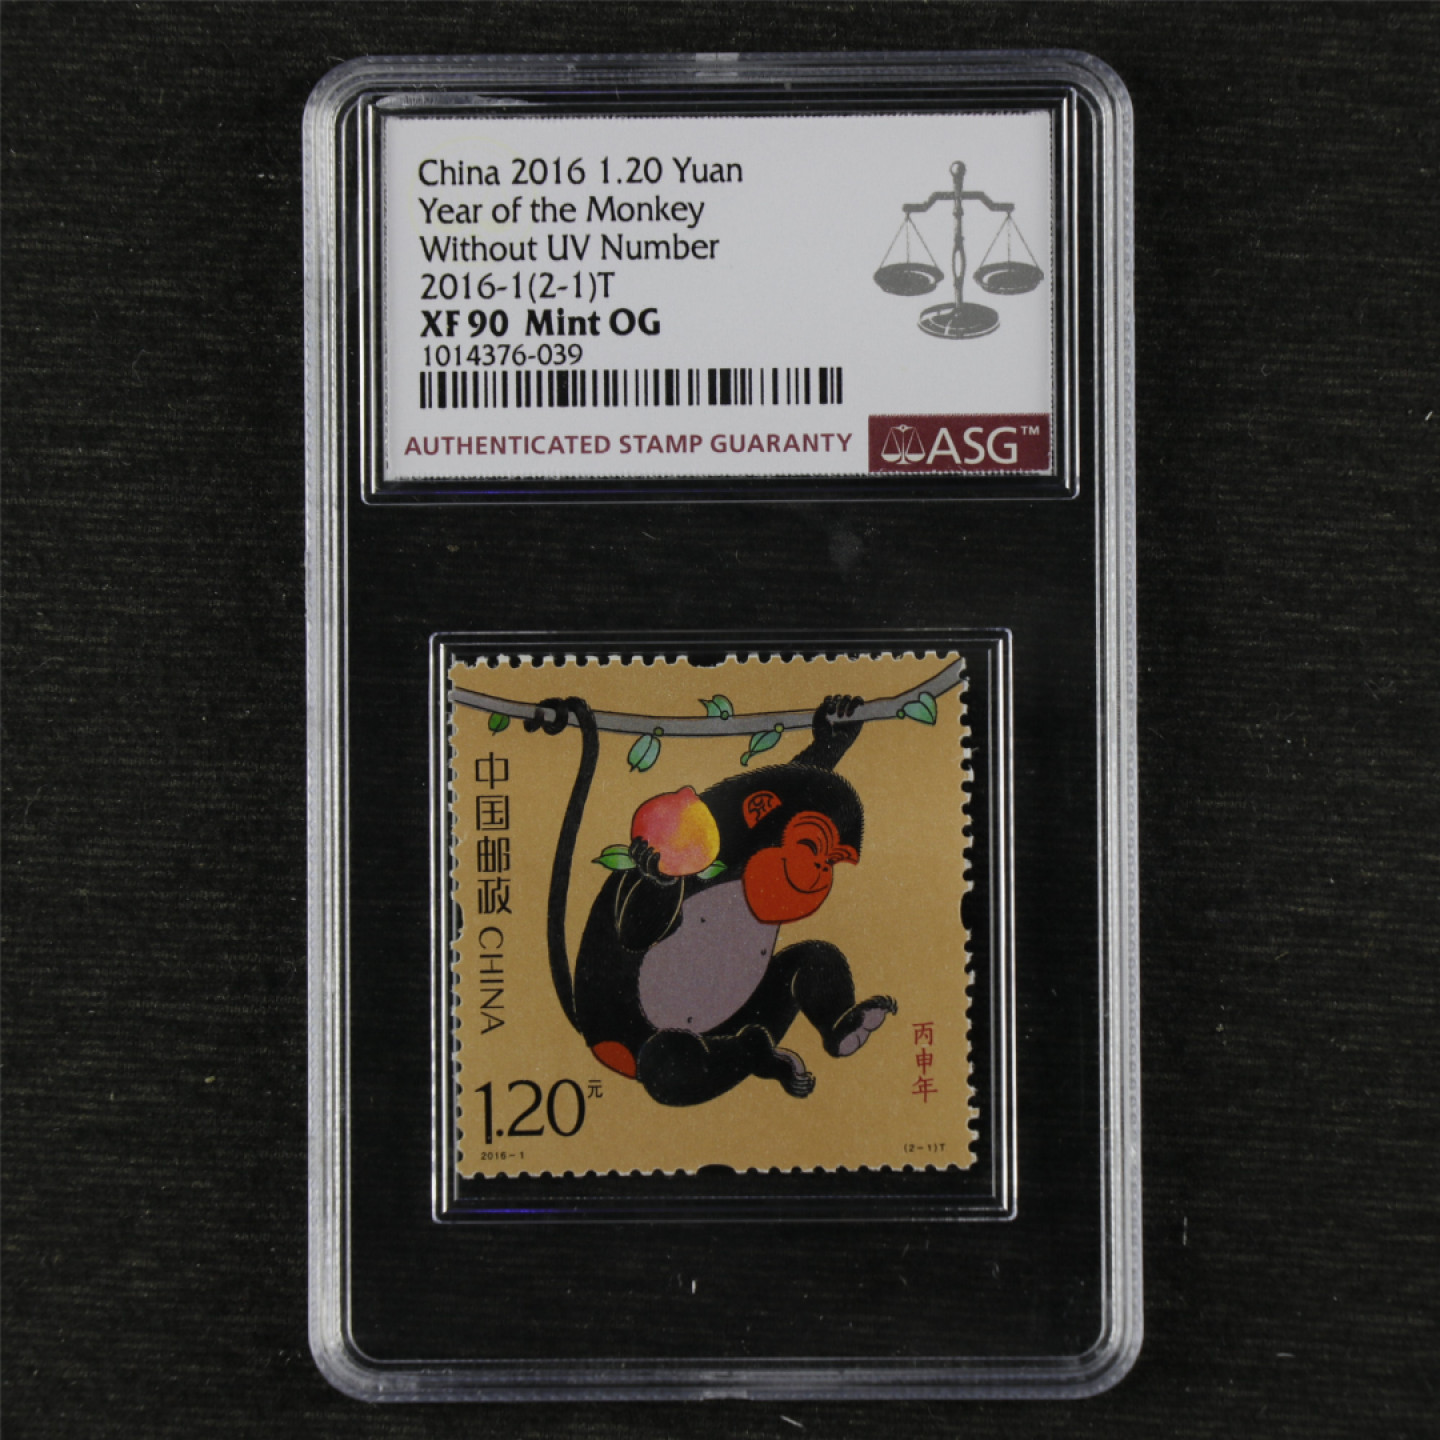 China 2016 1.20 Yuan
Year of the Monkey
Without UV Number
2016-1(2-1)T
XF 90 Mint OG
1014376-039
AUTHENTICATED STAMP GUARANTY
ASG™
中国邮政 CHINA
丙申年
1.20元
2016-1
(2-1)T